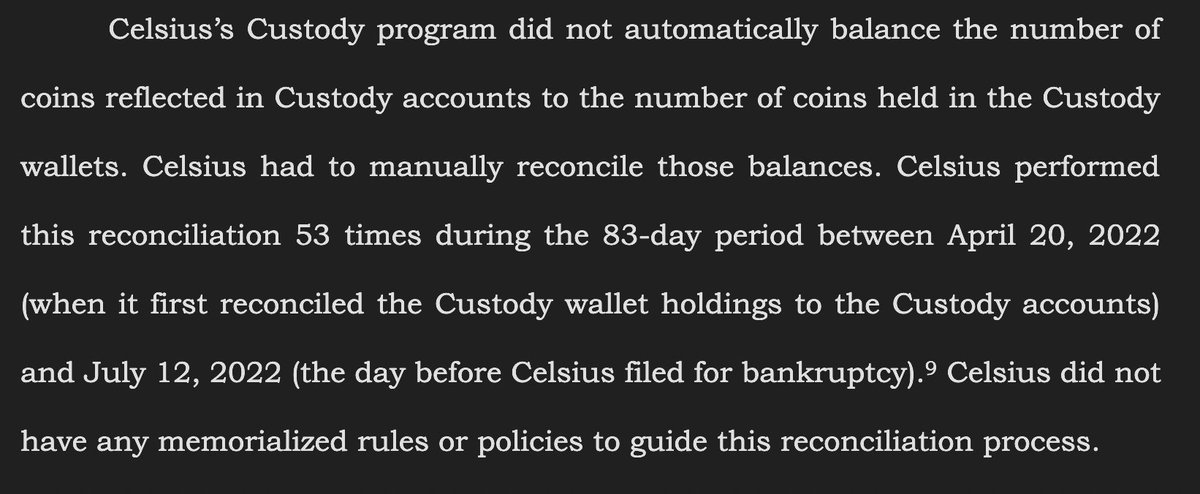 Celsius’s Custody program did not automatically balance the number of
coins reflected in Custody accounts to the number of coins held in the Custody
wallets. Celsius had to manually reconcile those balances. Celsius performed
this reconciliation 53 times during the 83-day period between April 20, 2022
(when it first reconciled the Custody wallet holdings to the Custody accounts)
and July 12, 2022 (the day before Celsius filed for bankruptcy).⁹ Celsius did not
have any memorialized rules or policies to guide this reconciliation process.